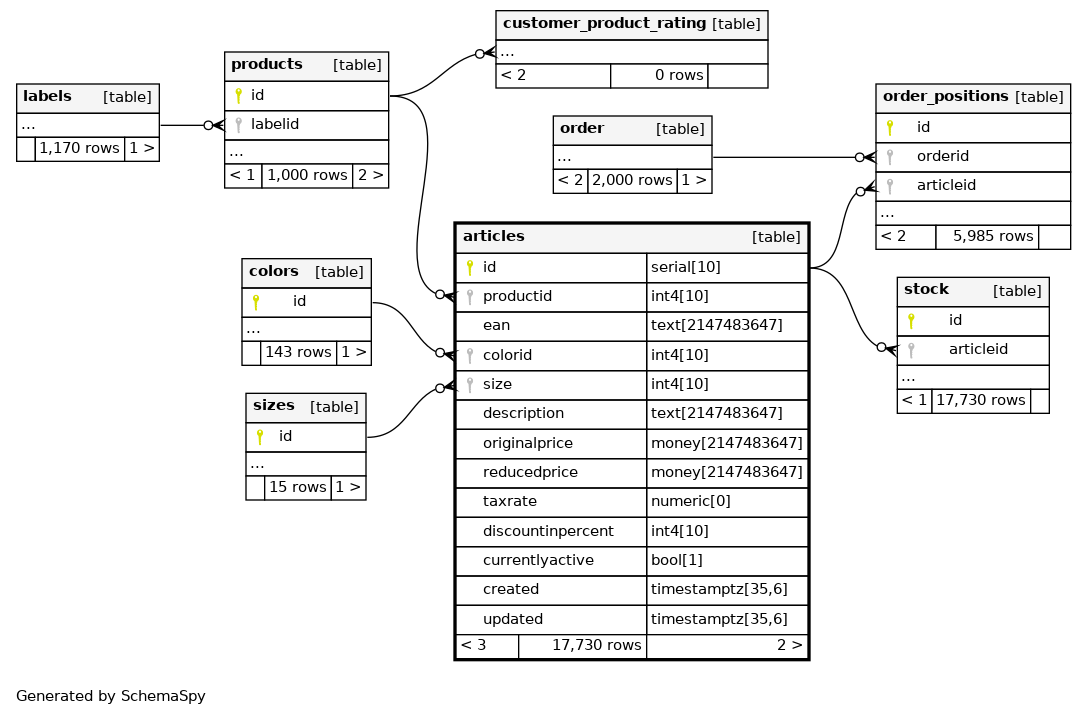 customer_product_rating [table]
...
< 2 0 rows
products [table]
id
labelid
...
< 1 1,000 rows 2 >
labels [table]
...
1,170 rows 1 >
order [table]
...
< 2 2,000 rows 1 >
order_positions [table]
id
orderid
articleid
...
< 2 5,985 rows
articles [table]
id serial[10]
productid int4[10]
ean text[2147483647]
colorid int4[10]
size int4[10]
description text[2147483647]
originalprice money[2147483647]
reducedprice money[2147483647]
taxrate numeric[0]
discountinpercent int4[10]
currentlyactive bool[1]
created timestamptz[35,6]
updated timestamptz[35,6]
< 3 17,730 rows 2 >
colors [table]
id
...
143 rows 1 >
sizes [table]
id
...
15 rows 1 >
stock [table]
id
articleid
...
< 1 17,730 rows
Generated by SchemaSpy